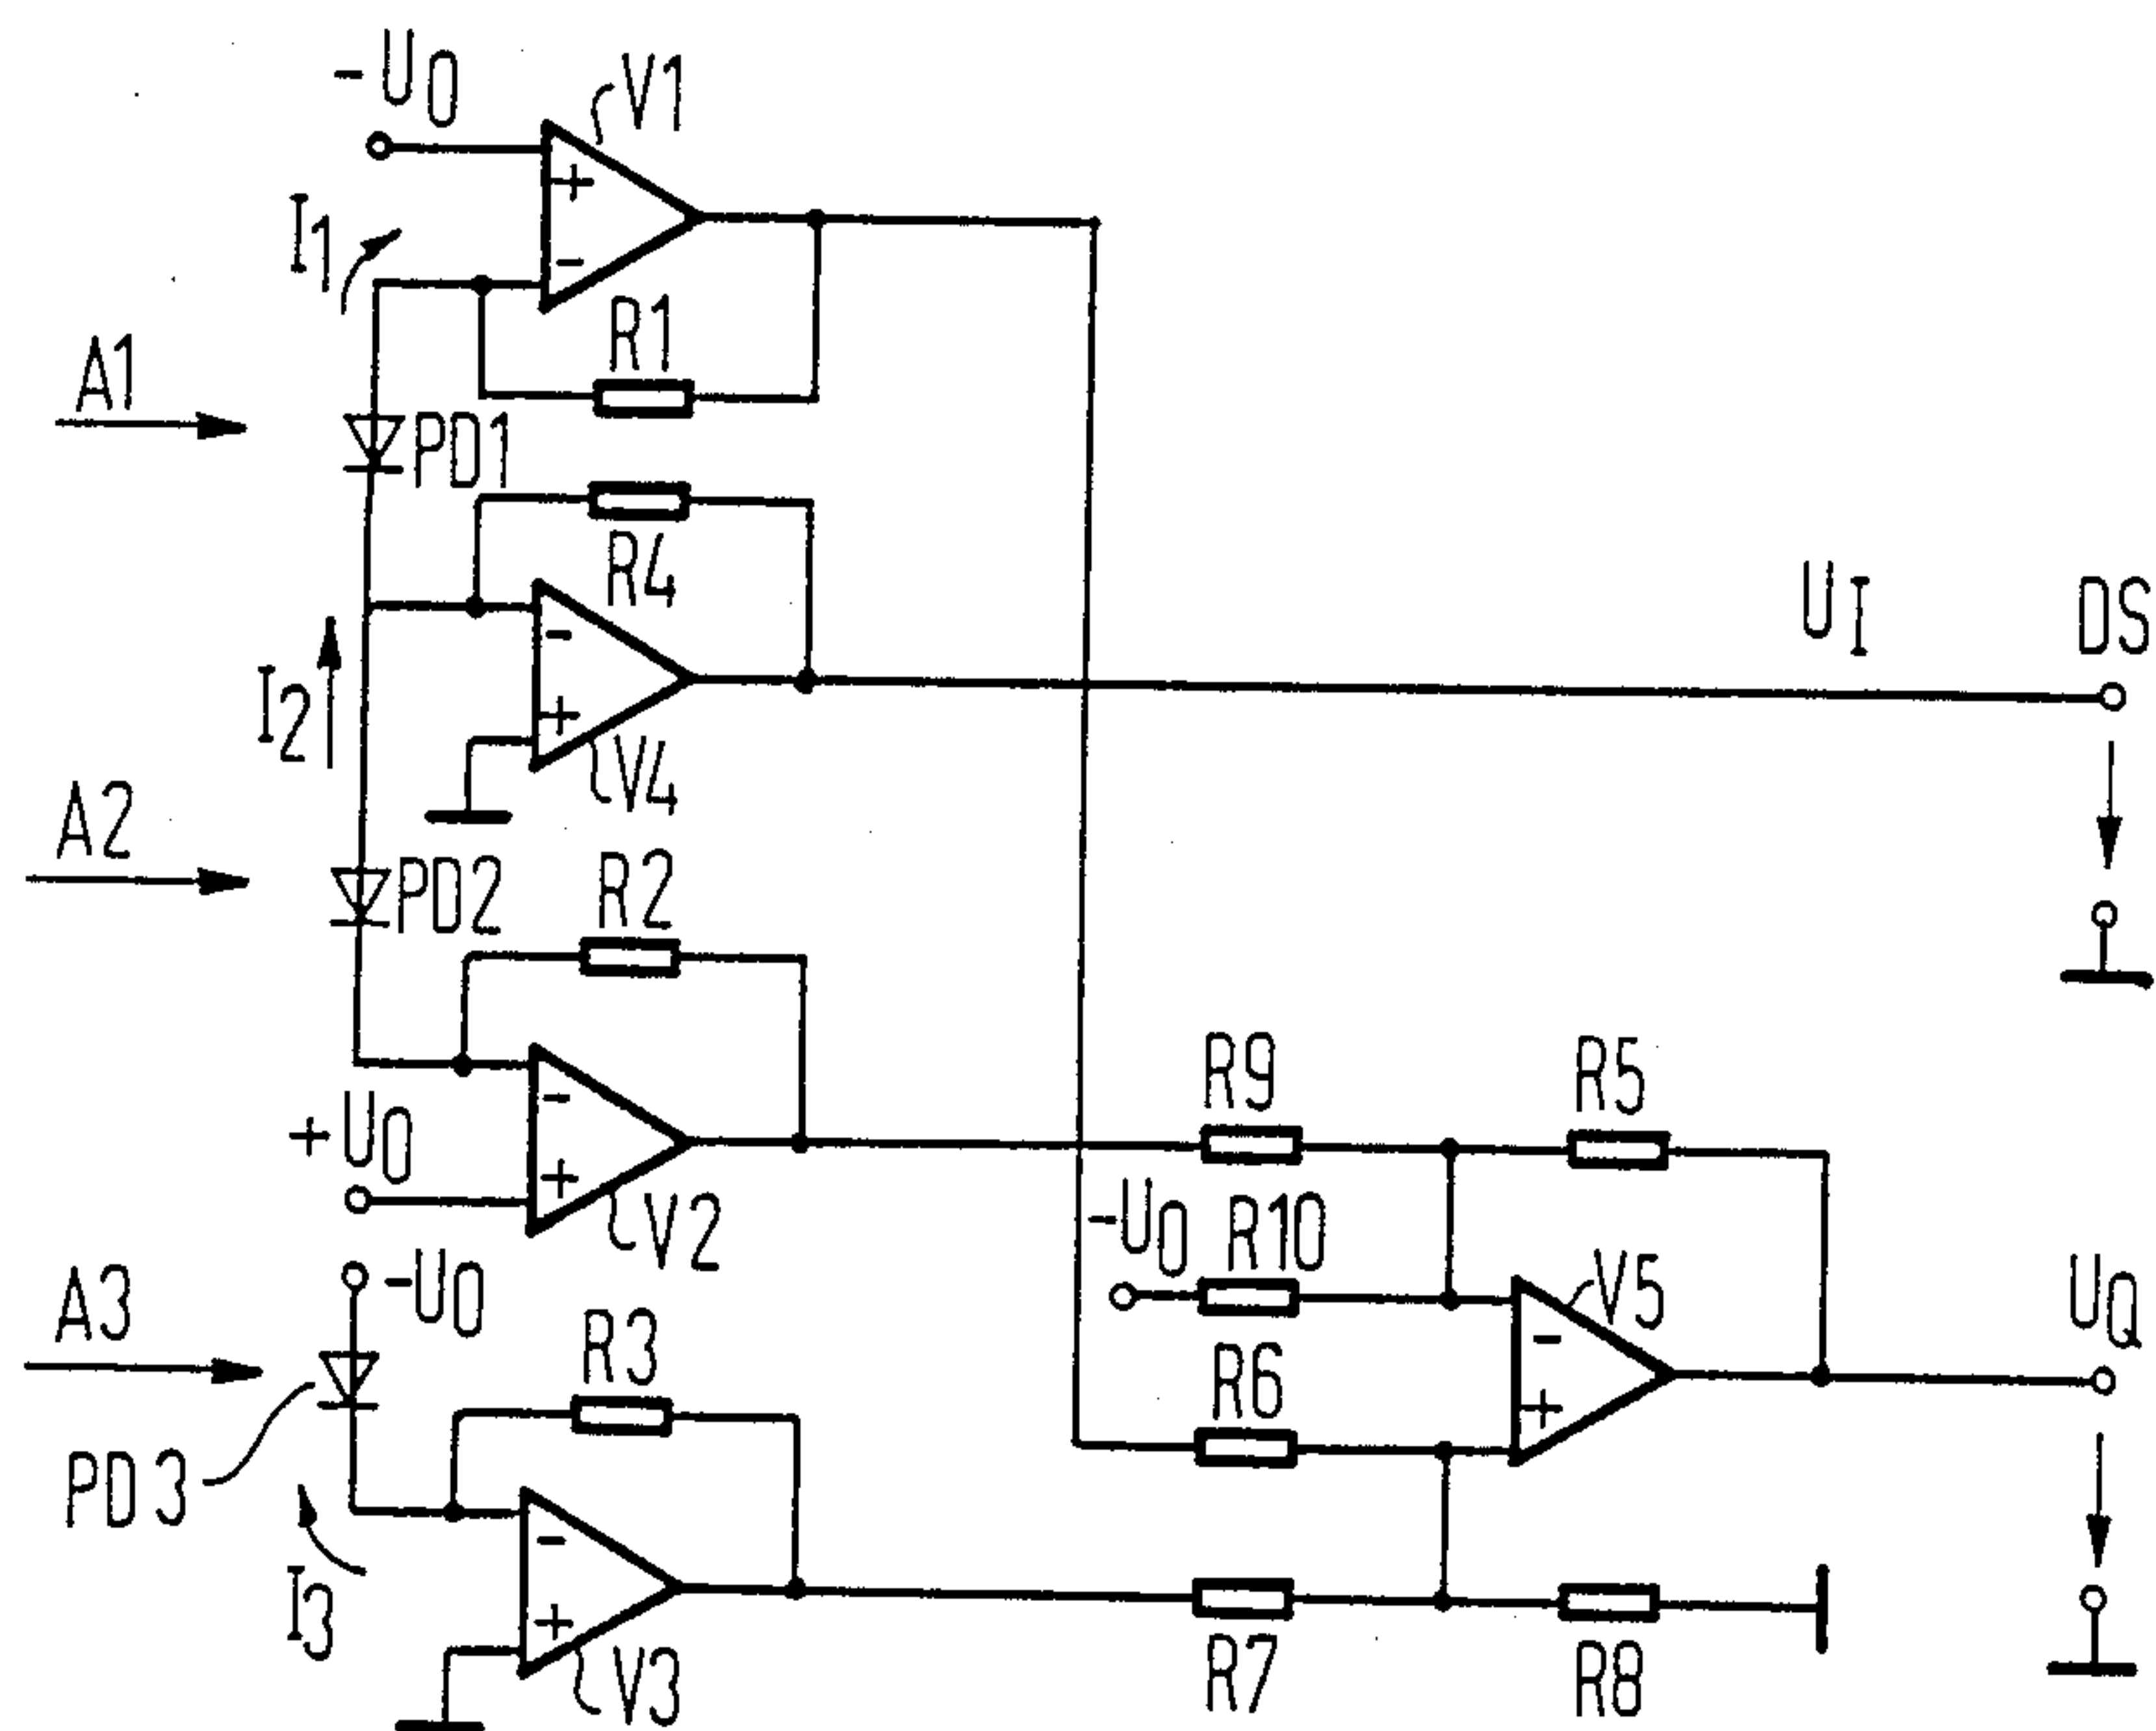 -U0
V1
+
I1
-
R1
A1
PD1
R4
UI
DS
-
I2
+
V4
A2
PD2
R2
R9
R5
-
+U0
+
V2
-U0
R10
-U0
V5
UQ
A3
R3
-
R6
+
PD3
-
I3
+
V3
R7
R8